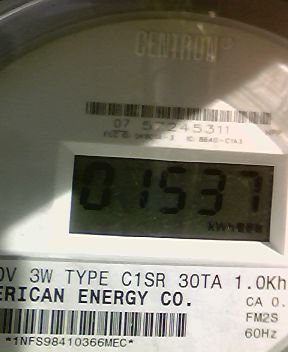 CENTRON®
07 57245311
01537
kWh
0V 3W TYPE C1SR 30TA 1.0Kh
ERICAN ENERGY CO.
CA 0.
FM2S
60Hz
*1NFS98410366MEC*